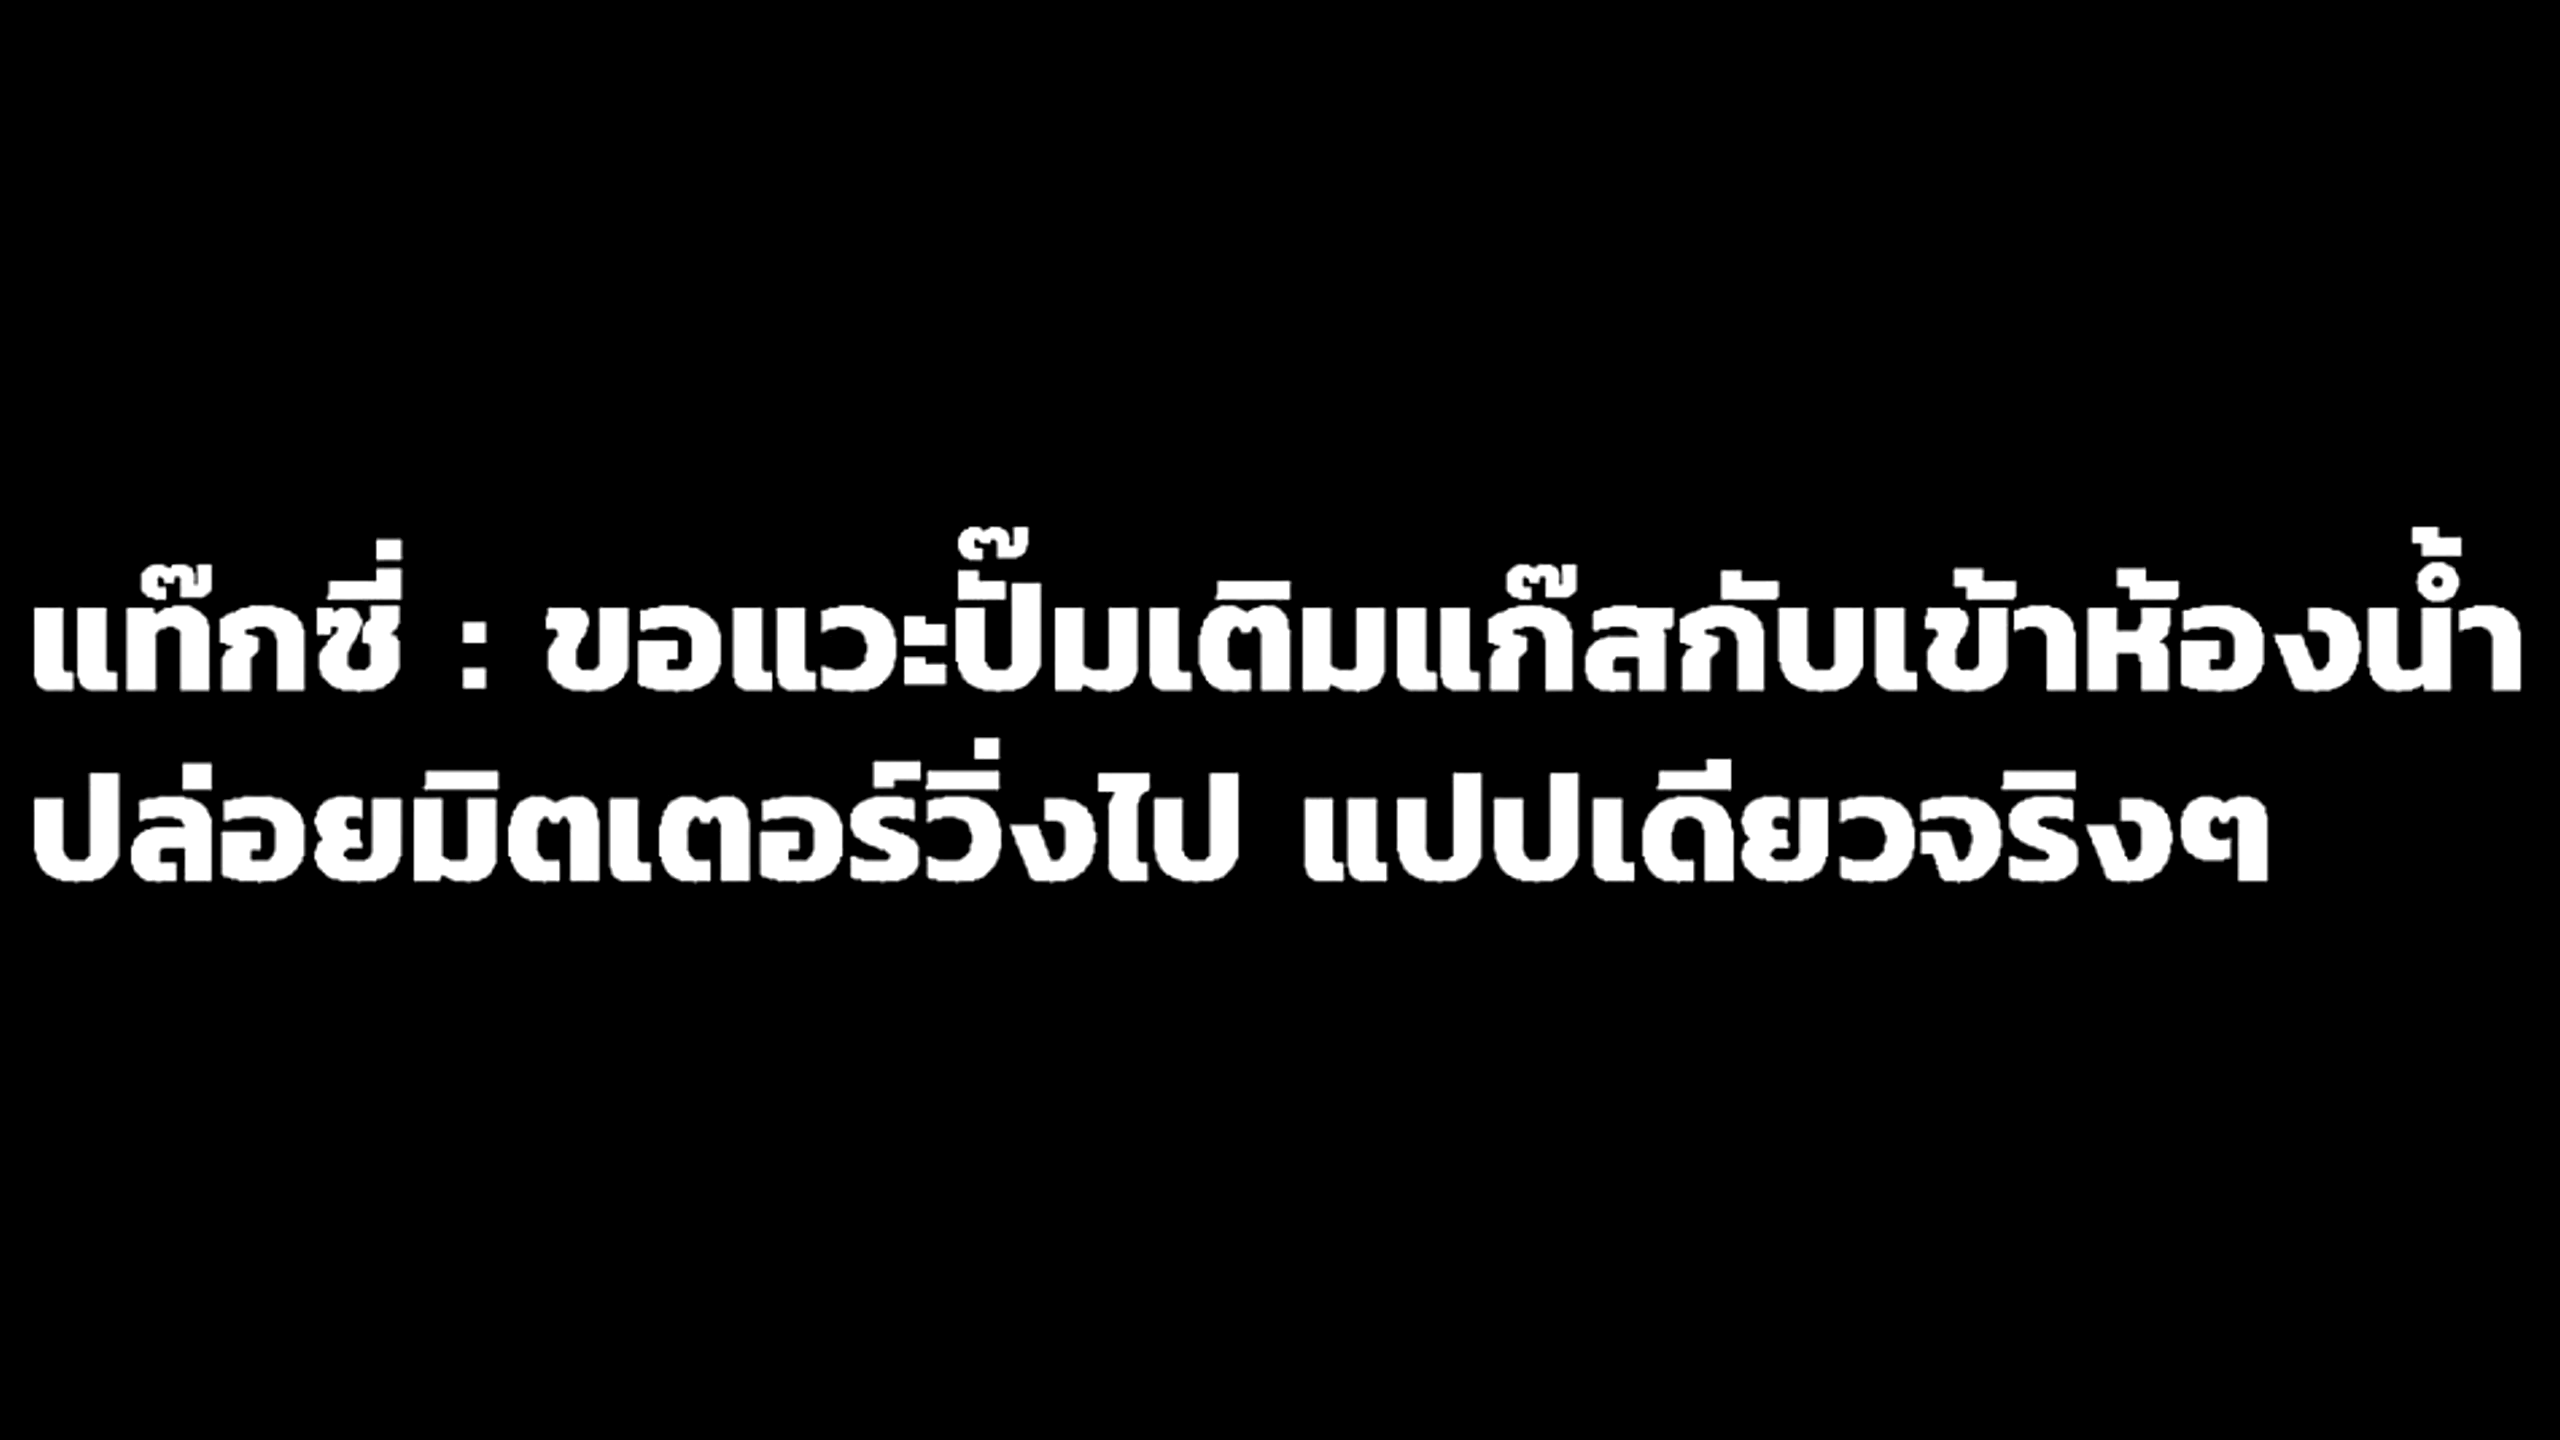 แท๊กซี่ : ขอแวะปั๊มเติมแก๊สกับเข้าห้องน้ำ
ปล่อยมิตเตอร์วิ่งไป แปปเดียวจริงๆ